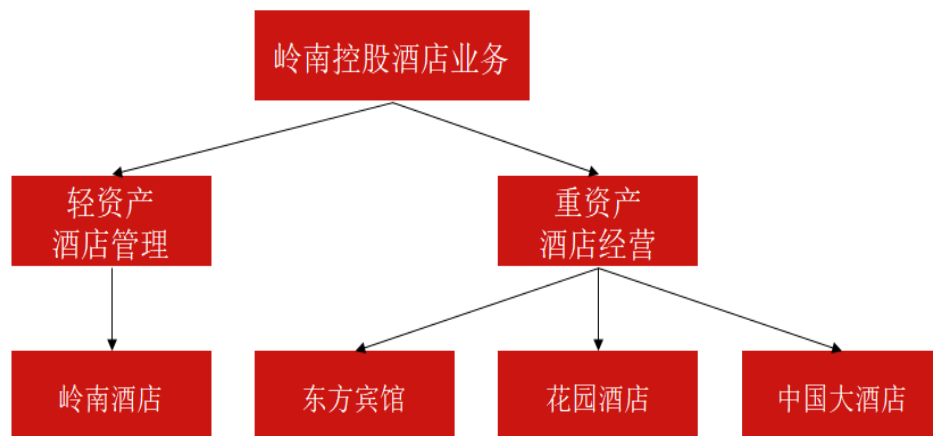 岭南控股酒店业务
轻资产
酒店管理
重资产
酒店经营
岭南酒店
东方宾馆
花园酒店
中国大酒店